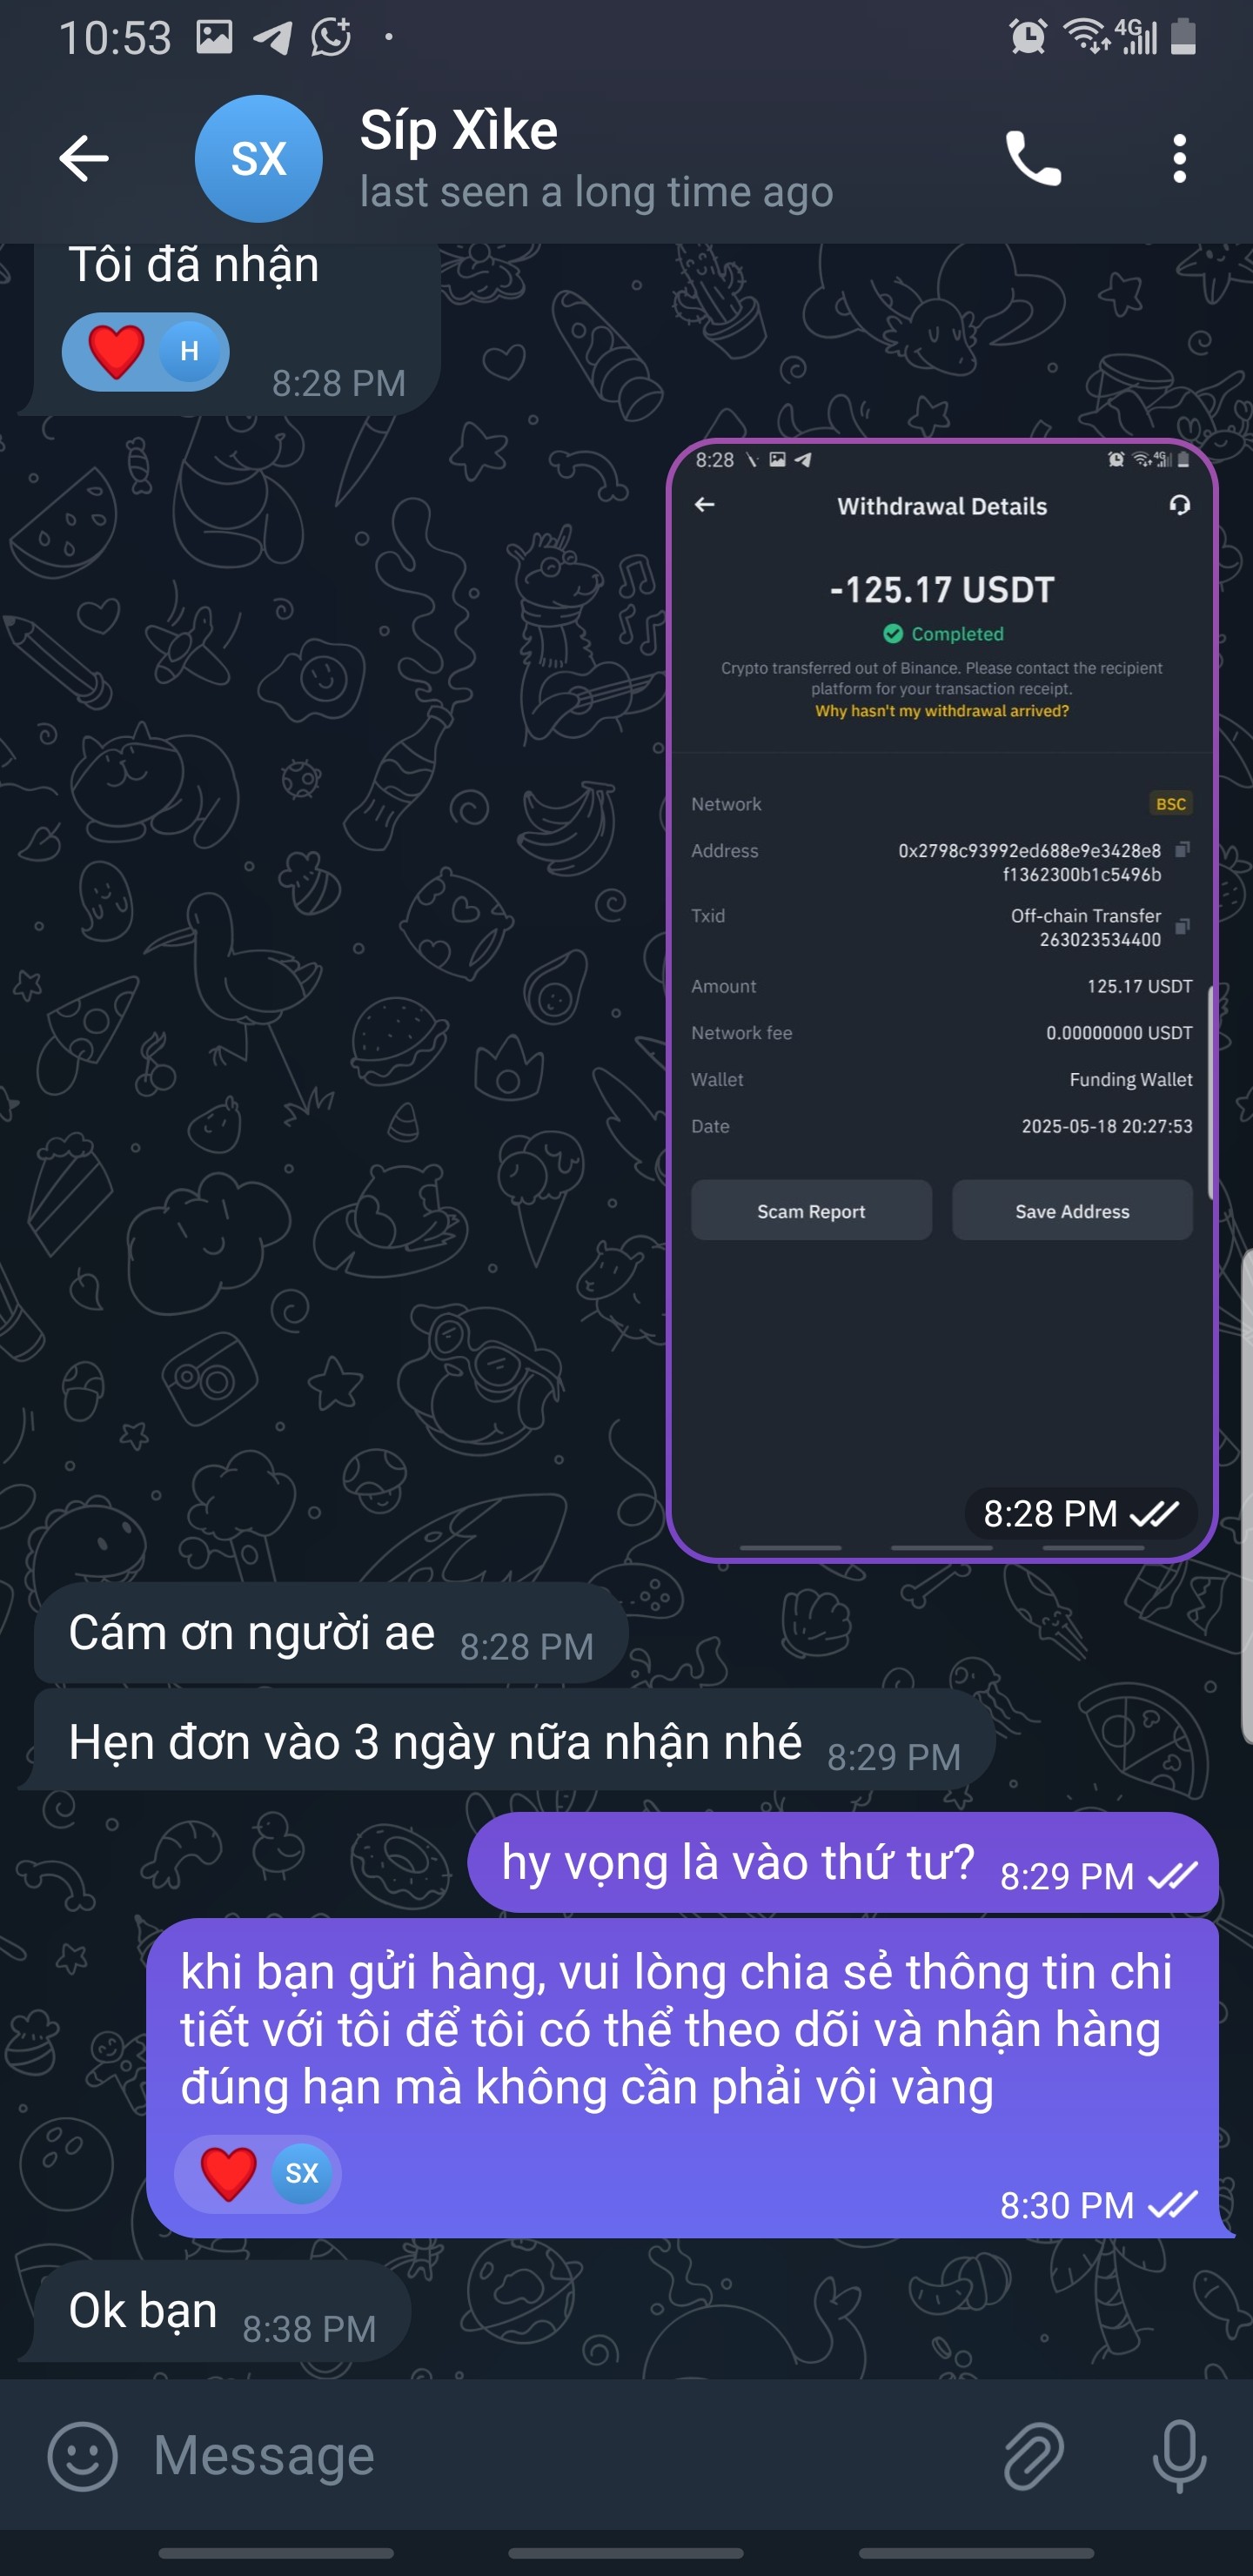 10:53
4G
SX
Síp Xìke
last seen a long time ago
Tôi đã nhận
H
8:28 PM
8:28
4G
Withdrawal Details
-125.17 USDT
Completed
Crypto transferred out of Binance. Please contact the recipient
platform for your transaction receipt.
Why hasn't my withdrawal arrived?
Network BSC
Address 0x2798c93992ed688e9e3428e8
f1362300b1c5496b
Txid Off-chain Transfer
263023534400
Amount 125.17 USDT
Network fee 0.00000000 USDT
Wallet Funding Wallet
Date 2025-05-18 20:27:53
Scam Report Save Address
8:28 PM
Cám ơn người ae 8:28 PM
Hẹn đơn vào 3 ngày nữa nhận nhé 8:29 PM
hy vọng là vào thứ tư? 8:29 PM
khi bạn gửi hàng, vui lòng chia sẻ thông tin chi
tiết với tôi để tôi có thể theo dõi và nhận hàng
đúng hạn mà không cần phải vội vàng
SX
8:30 PM
Ok bạn 8:38 PM
Message